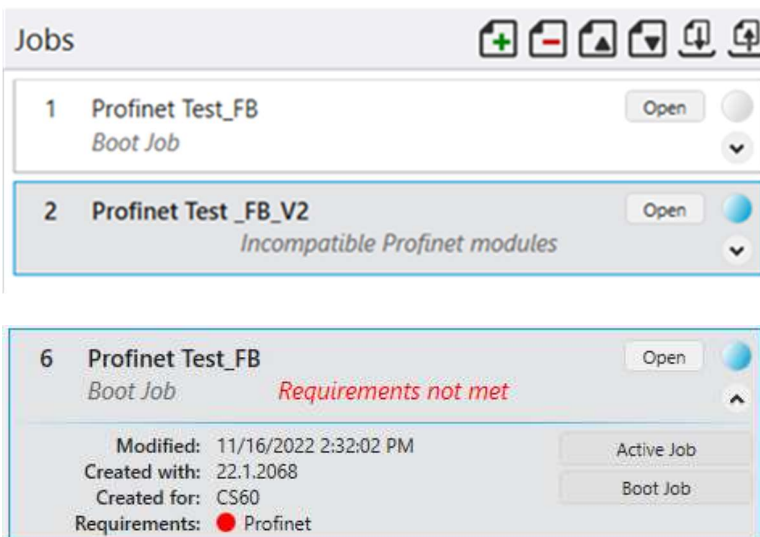 Jobs
1 Profinet Test_FB Open
Boot Job
2 Profinet Test _FB_V2 Open
Incompatible Profinet modules
6 Profinet Test_FB Open
Boot Job Requirements not met
Modified: 11/16/2022 2:32:02 PM Active Job
Created with: 22.1.2068
Created for: CS60 Boot Job
Requirements: Profinet